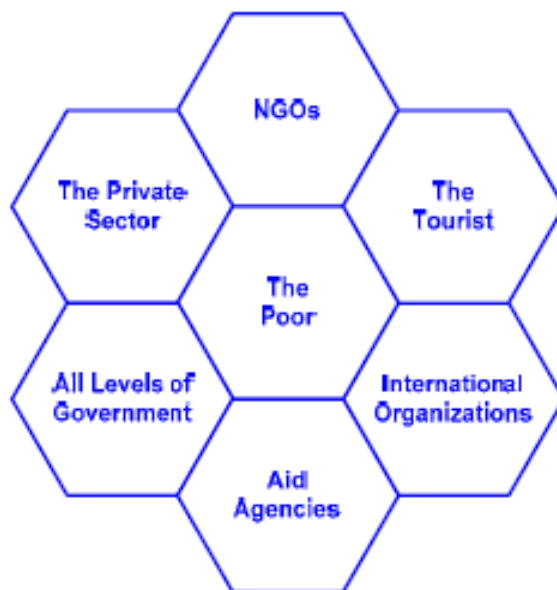 NGOs
The Private
Sector
The
Tourist
The
Poor
All Levels of
Government
International
Organizations
Aid
Agencies